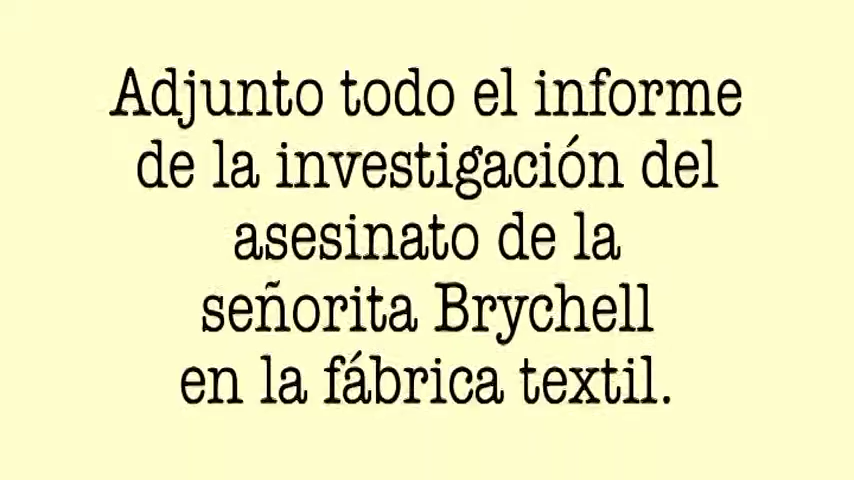 Adjunto todo el informe
de la investigación del
asesinato de la
señorita Brychell
en la fábrica textil.